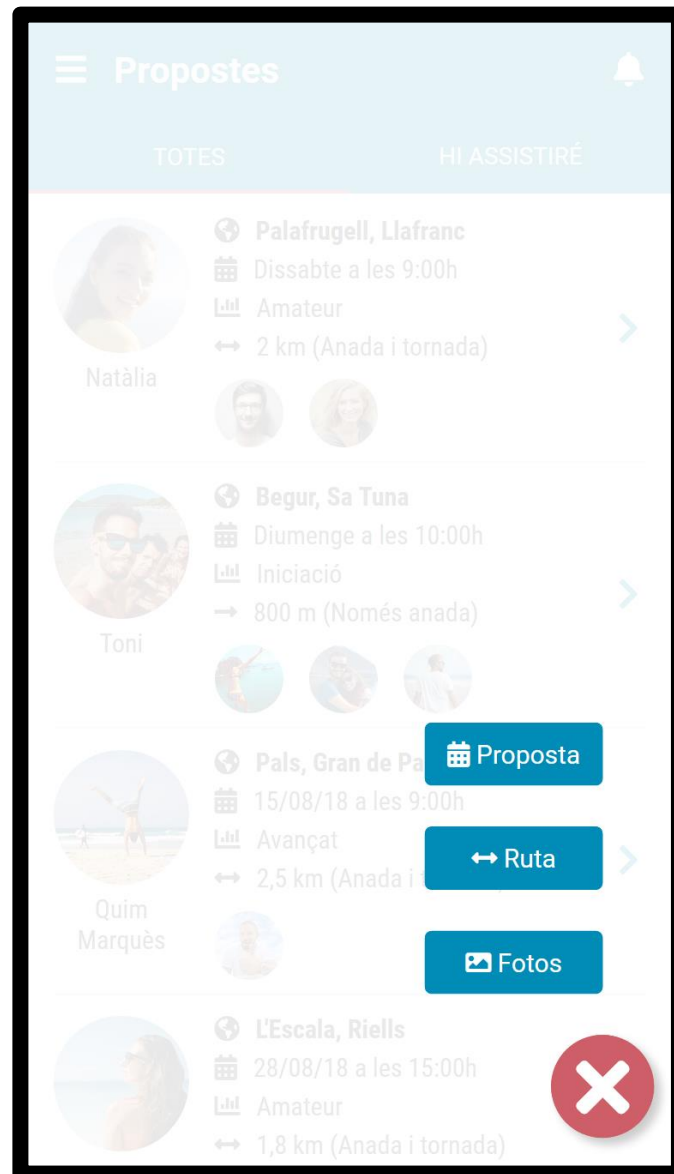 Propostes
TOTES
HI ASSISTIRÉ
Palafrugell, Llafranc
Dissabte a les 9:00h
Amateur
2 km (Anada i tornada)
Natàlia
Begur, Sa Tuna
Diumenge a les 10:00h
Iniciació
800 m (Només anada)
Toni
Pals, Gran de Pa
Proposta
15/08/18 a les 9:00h
Avançat
2,5 km (Anada i
Ruta
Quim
Marquès
Fotos
L'Escala, Riells
28/08/18 a les 15:00h
Amateur
1,8 km (Anada i tornada)